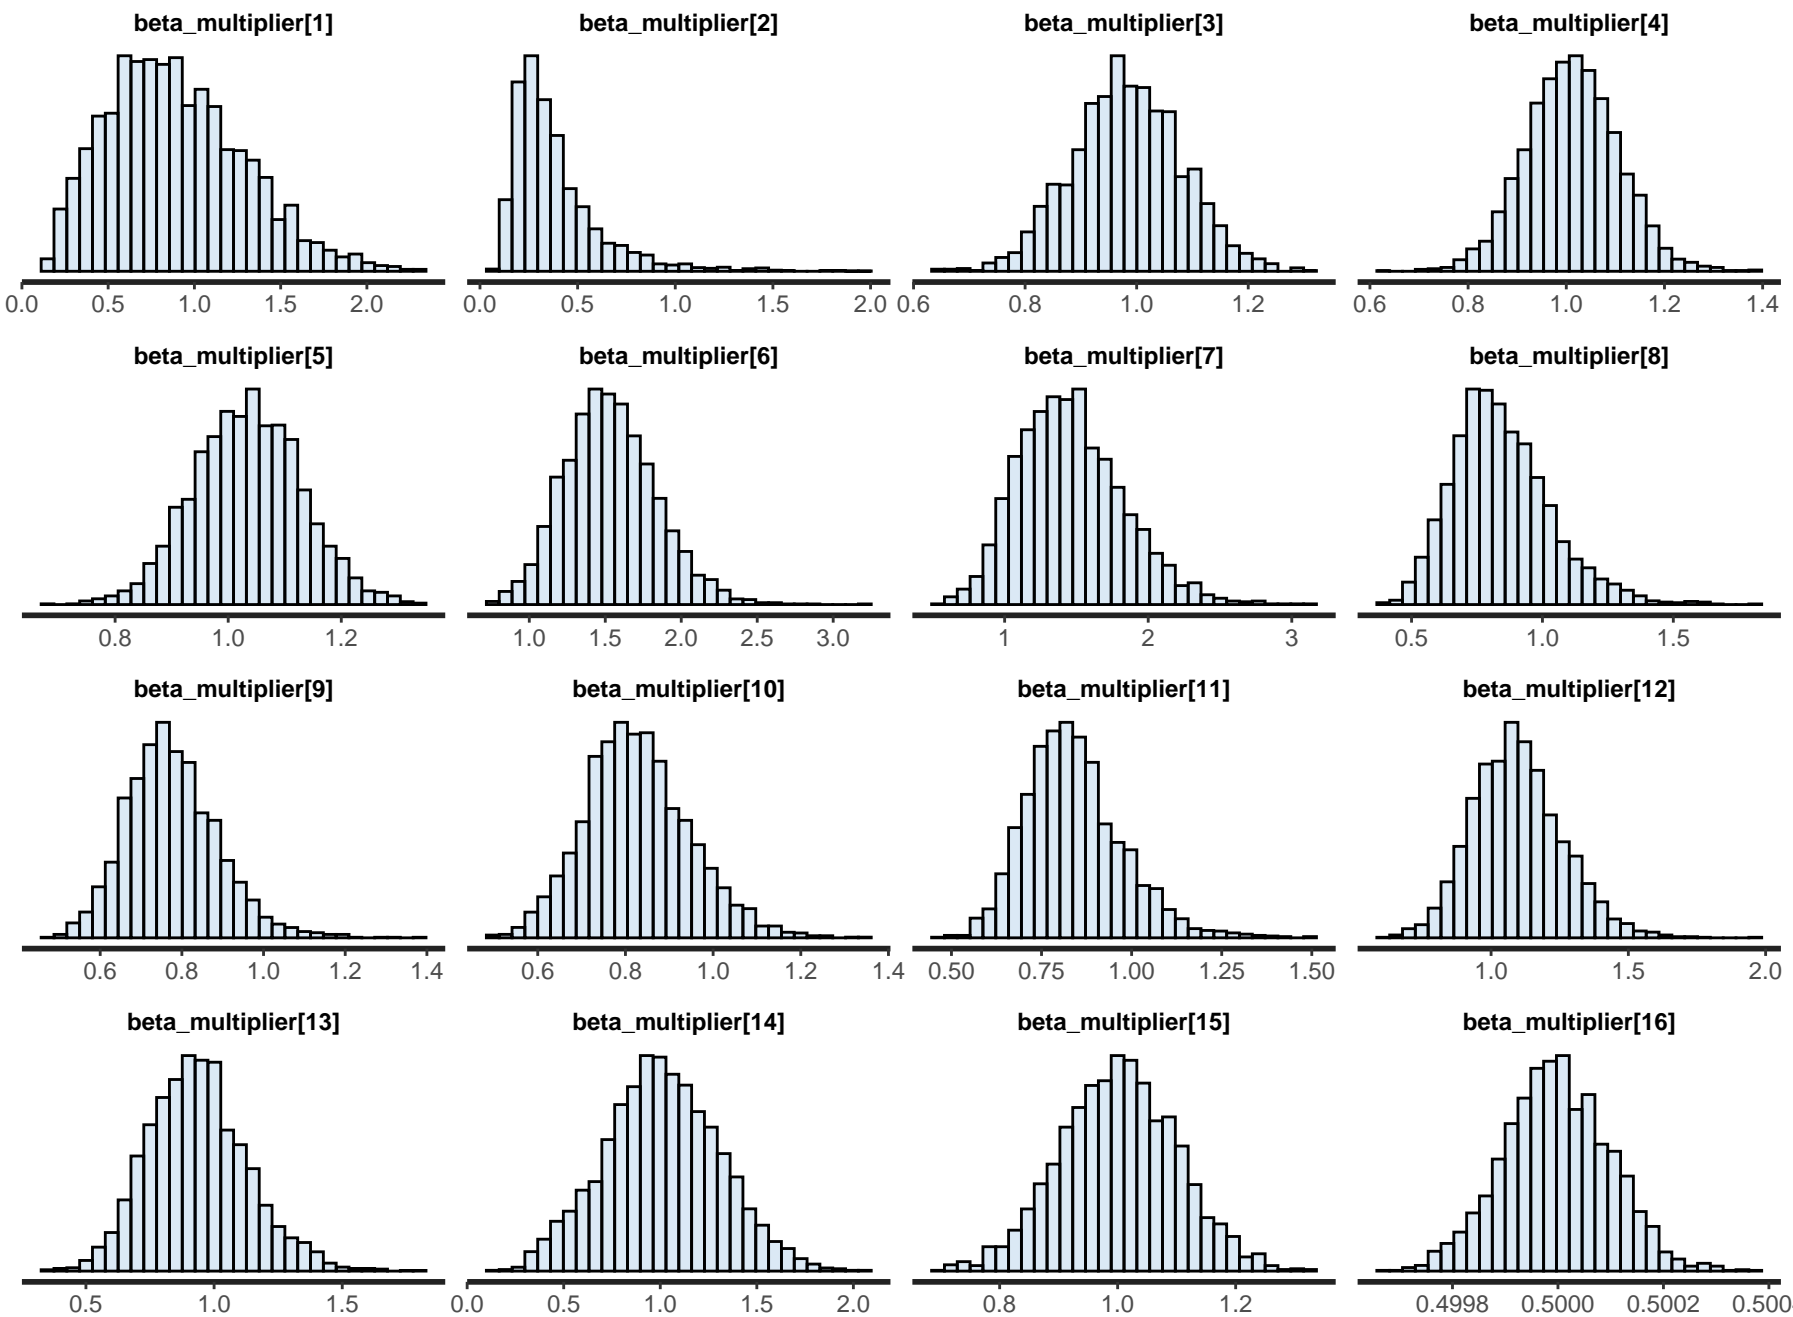 beta_multiplier[1] beta_multiplier[2] beta_multiplier[3] beta_multiplier[4]
0.0 0.5 1.0 1.5 2.0 0.0 0.5 1.0 1.5 2.0 0.6 0.8 1.0 1.2 0.6 0.8 1.0 1.2 1.4
beta_multiplier[5] beta_multiplier[6] beta_multiplier[7] beta_multiplier[8]
0.8 1.0 1.2 1.0 1.5 2.0 2.5 3.0 1 2 3 0.5 1.0 1.5
beta_multiplier[9] beta_multiplier[10] beta_multiplier[11] beta_multiplier[12]
0.6 0.8 1.0 1.2 1.4 0.6 0.8 1.0 1.2 1.4 0.50 0.75 1.00 1.25 1.50 1.0 1.5 2.0
beta_multiplier[13] beta_multiplier[14] beta_multiplier[15] beta_multiplier[16]
0.5 1.0 1.5 0.0 0.5 1.0 1.5 2.0 0.8 1.0 1.2 0.4998 0.5000 0.5002